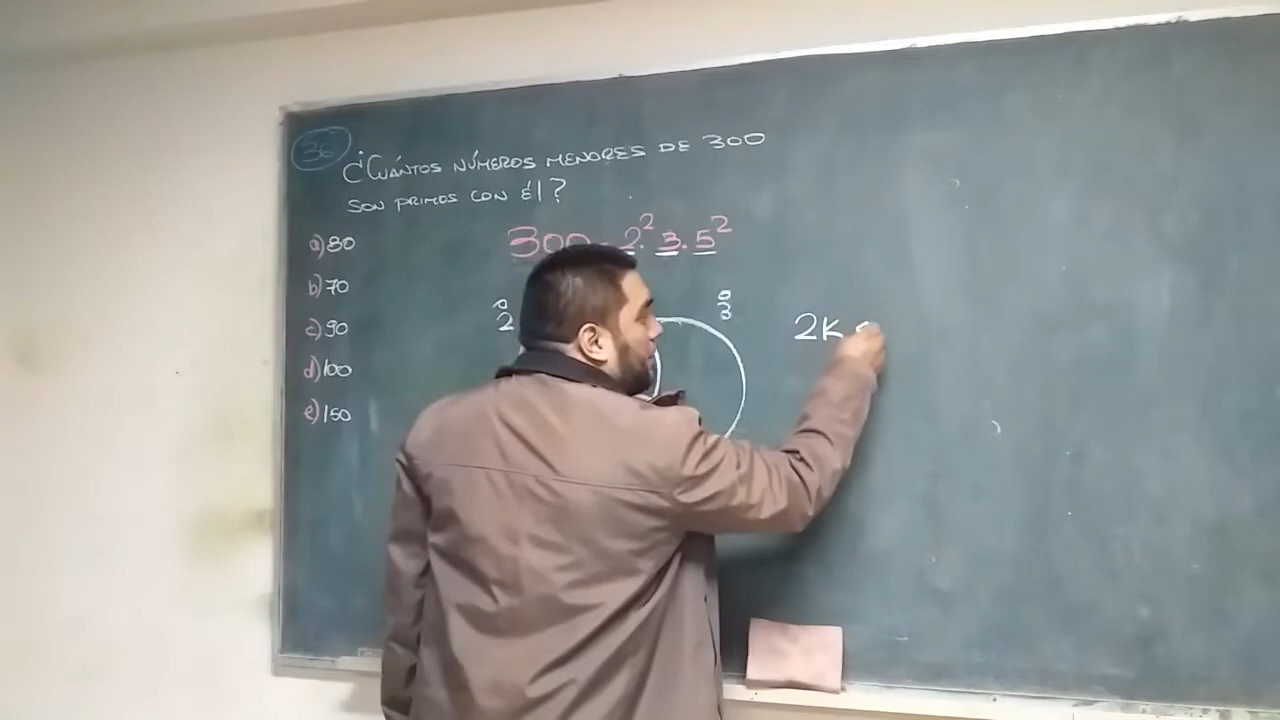 36
¿Cuántos números menores de 300
son primos con él?
a) 80
b) 70
c) 90
d) 100
e) 150
300 2².3.5²
2
3
2K